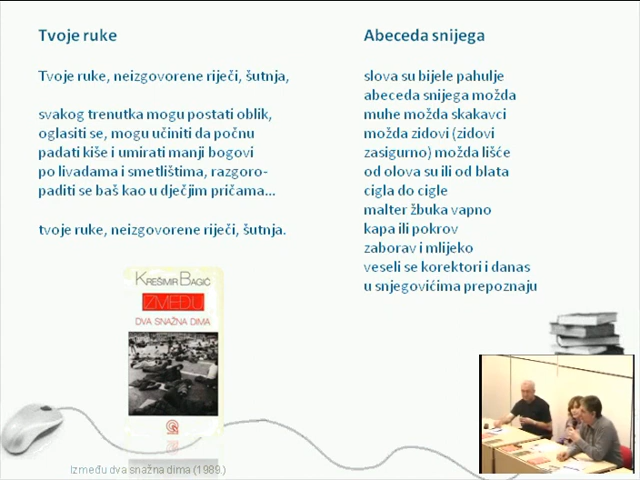 Tvoje ruke
Tvoje ruke, neizgovorene riječi, šutnja,
svakog trenutka mogu postati oblik,
oglasiti se, mogu učiniti da počnu
padati kiše i umirati manji bogovi
po livadama i smetlištima, razgoro-
paditi se baš kao u dječjim pričama...
tvoje ruke, neizgovorene riječi, šutnja.
Abeceda snijega
slova su bijele pahulje
abeceda snijega možda
muhe možda skakavci
možda zidovi (zidovi
zasigurno) možda lišće
od olova su ili od blata
cigla do cigle
malter žbuka vapno
kapa ili pokrov
zaborav i mlijeko
veseli se korektori i danas
u snjegovićima prepoznaju
KREŠIMIR BAGIĆ
IZMEĐU
DVA SNAŽNA DIMA
Između dva snažna dima (1989.)